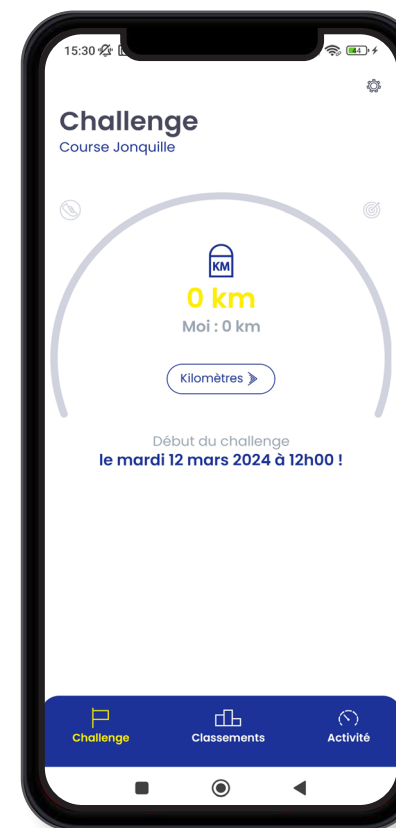 15:30
44
Challenge
Course Jonquille
KM
0 km
Moi : 0 km
Kilomètres
Début du challenge
le mardi 12 mars 2024 à 12h00 !
Challenge
Classements
Activité